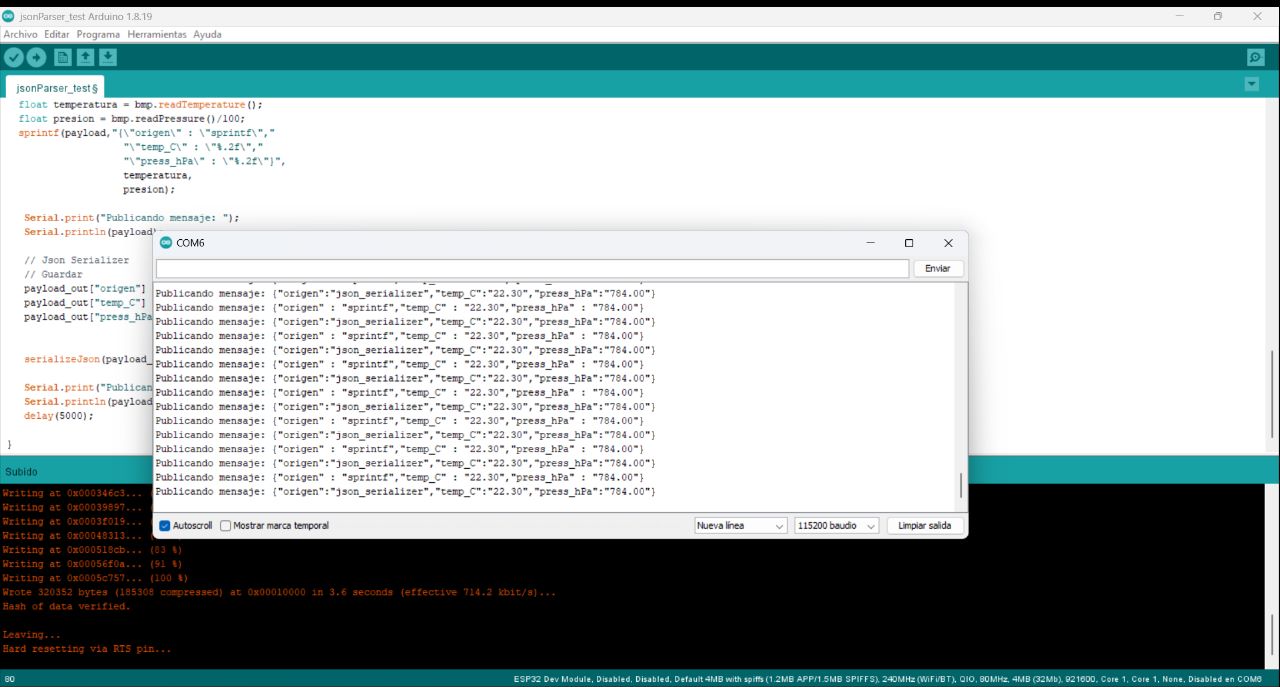 jsonParser_test Arduino 1.8.19
Archivo Editar Programa Herramientas Ayuda
jsonParser_test §
float temperatura = bmp.readTemperature();
float presion = bmp.readPressure()/100;
sprintf(payload,"{\"origen\" : \"sprintf\","
"\"temp_C\" : \"%.2f\","
"\"press_hPa\" : \"%.2f\"}",
temperatura,
presion);
Serial.print("Publicando mensaje: ");
Serial.println(payload)
// Json Serializer
// Guardar
payload_out["origen"]
payload_out["temp_C"]
payload_out["press_hPa
serializeJson(payload_
Serial.print("Publican
Serial.println(payload
delay(5000);
}
COM6
Enviar
Publicando mensaje: {"origen":"json_serializer","temp_C":"22.30","press_hPa":"784.00"}
Publicando mensaje: {"origen" : "sprintf","temp_C" : "22.30","press_hPa" : "784.00"}
Publicando mensaje: {"origen":"json_serializer","temp_C":"22.30","press_hPa":"784.00"}
Publicando mensaje: {"origen" : "sprintf","temp_C" : "22.30","press_hPa" : "784.00"}
Publicando mensaje: {"origen":"json_serializer","temp_C":"22.30","press_hPa":"784.00"}
Publicando mensaje: {"origen" : "sprintf","temp_C" : "22.30","press_hPa" : "784.00"}
Publicando mensaje: {"origen":"json_serializer","temp_C":"22.30","press_hPa":"784.00"}
Publicando mensaje: {"origen" : "sprintf","temp_C" : "22.30","press_hPa" : "784.00"}
Publicando mensaje: {"origen":"json_serializer","temp_C":"22.30","press_hPa":"784.00"}
Publicando mensaje: {"origen" : "sprintf","temp_C" : "22.30","press_hPa" : "784.00"}
Publicando mensaje: {"origen":"json_serializer","temp_C":"22.30","press_hPa":"784.00"}
Publicando mensaje: {"origen" : "sprintf","temp_C" : "22.30","press_hPa" : "784.00"}
Publicando mensaje: {"origen":"json_serializer","temp_C":"22.30","press_hPa":"784.00"}
Publicando mensaje: {"origen" : "sprintf","temp_C" : "22.30","press_hPa" : "784.00"}
Publicando mensaje: {"origen":"json_serializer","temp_C":"22.30","press_hPa":"784.00"}
Autoscroll Mostrar marca temporal Nueva línea 115200 baudio Limpiar salida
Subido
Writing at 0x000346c3...
Writing at 0x00039897...
Writing at 0x0003f019...
Writing at 0x00048313...
Writing at 0x000518cb... (83 %)
Writing at 0x00056f0a... (91 %)
Writing at 0x0005c757... (100 %)
Wrote 320352 bytes (185308 compressed) at 0x00010000 in 3.6 seconds (effective 714.2 kbit/s)...
Hash of data verified.
Leaving...
Hard resetting via RTS pin...
80 ESP32 Dev Module, Disabled, Disabled, Default 4MB with spiffs (1.2MB APP/1.5MB SPIFFS), 240MHz (WiFi/BT), QIO, 80MHz, 4MB (32Mb), 921600, Core 1, Core 1, None, Disabled en COM6